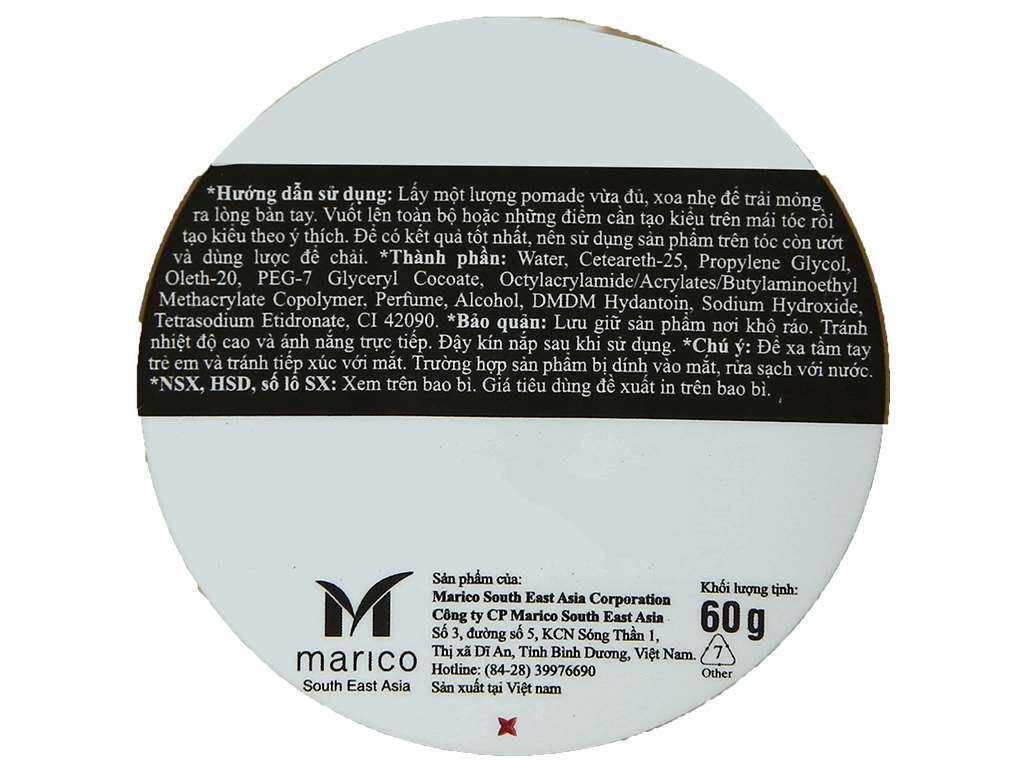 *Hướng dẫn sử dụng: Lấy một lượng pomade vừa đủ, xoa nhẹ để trải mỏng
ra lòng bàn tay. Vuốt lên toàn bộ hoặc những điểm cần tạo kiểu trên mái tóc rồi
tạo kiểu theo ý thích. Để có kết quả tốt nhất, nên sử dụng sản phẩm trên tóc còn ướt
và dùng lược để chải. *Thành phần: Water, Ceteareth-25, Propylene Glycol,
Oleth-20, PEG-7 Glyceryl Cocoate, Octylacrylamide/Acrylates/Butylaminoethyl
Methacrylate Copolymer, Perfume, Alcohol, DMDM Hydantoin, Sodium Hydroxide,
Tetrasodium Etidronate, CI 42090. *Bảo quản: Lưu giữ sản phẩm nơi khô ráo. Tránh
nhiệt độ cao và ánh nắng trực tiếp. Đậy kín nắp sau khi sử dụng. *Chú ý: Để xa tầm tay
trẻ em và tránh tiếp xúc với mắt. Trường hợp sản phẩm bị dính vào mắt, rửa sạch với nước.
*NSX, HSD, số lô SX: Xem trên bao bì. Giá tiêu dùng đề xuất in trên bao bì.
marico
South East Asia
Sản phẩm của:
Marico South East Asia Corporation
Công ty CP Marico South East Asia
Số 3, đường số 5, KCN Sóng Thần 1,
Thị xã Dĩ An, Tỉnh Bình Dương, Việt Nam.
Hotline: (84-28) 39976690
Sản xuất tại Việt nam
Khối lượng tịnh:
60 g
7
Other